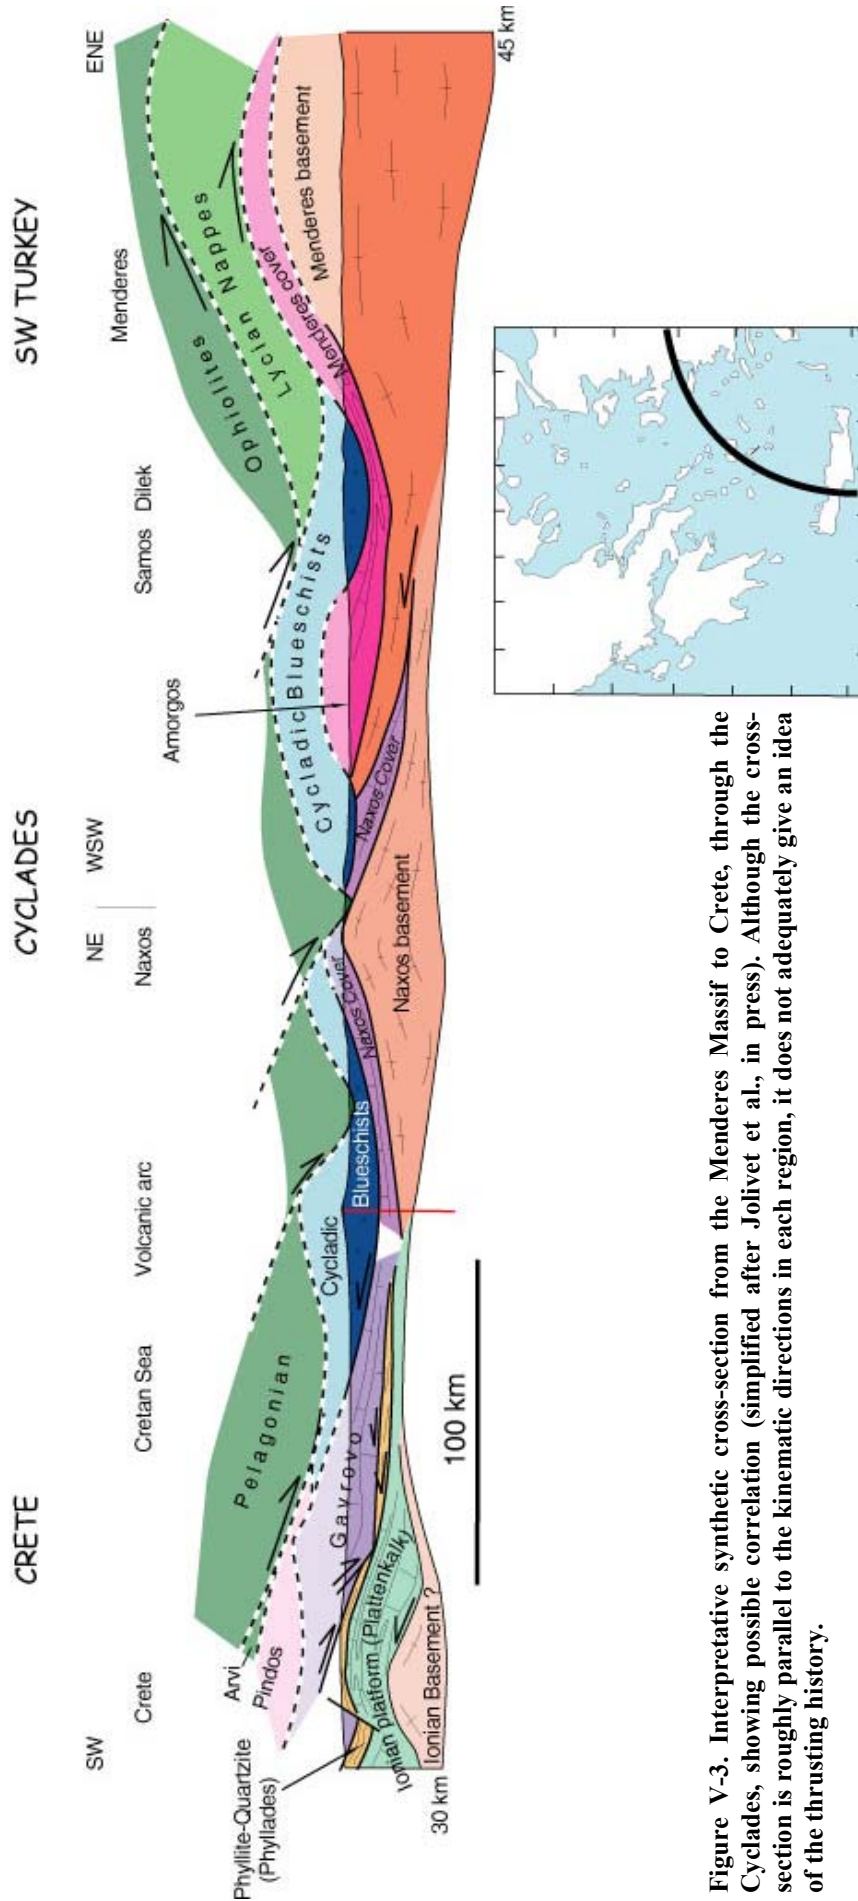 CRETE
CYCLADES
SW TURKEY
SW
Crete
Cretan Sea
Volcanic arc
Naxos
NE
WSW
Amorgos
Samos
Dilek
Menderes
ENE
Phyllite-Quartzite
(Phyllades)
Arvi
Pindos
Pelagonian
Gavrovo
Cycladic
Blueschists
Cycladic Blueschists
Ophiolites
Lycian Nappes
Menderes cover
Menderes basement
Naxos Cover
Naxos Cover
Naxos basement
Ionian platform (Plattenkalk)
Ionian Basement ?
30 km
45 km
100 km
Figure V-3. Interpretative synthetic cross-section from the Menderes Massif to Crete, through the
Cyclades, showing possible correlation (simplified after Jolivet et al., in press). Although the cross-
section is roughly parallel to the kinematic directions in each region, it does not adequately give an idea
of the thrusting history.